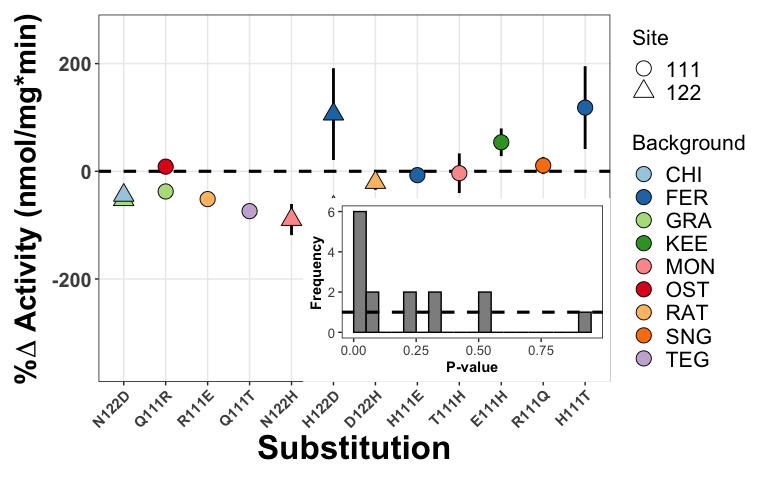 %Δ Activity (nmol/mg*min)
200
0
-200
N122D Q111R R111E Q111T N122H H122D D122H H111E T111H E111H R111Q H111T
Substitution
Frequency
6
4
2
0
0.00 0.25 0.50 0.75
P-value
Site
111
122
Background
CHI
FER
GRA
KEE
MON
OST
RAT
SNG
TEG